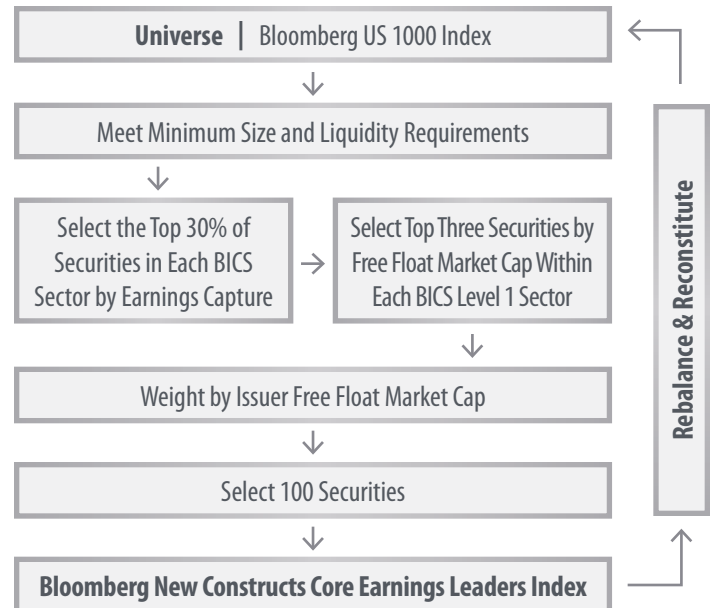 Universe | Bloomberg US 1000 Index
Meet Minimum Size and Liquidity Requirements
Select the Top 30% of
Securities in Each BICS
Sector by Earnings Capture
Select Top Three Securities by
Free Float Market Cap Within
Each BICS Level 1 Sector
Weight by Issuer Free Float Market Cap
Select 100 Securities
Bloomberg New Constructs Core Earnings Leaders Index
Rebalance & Reconstitute